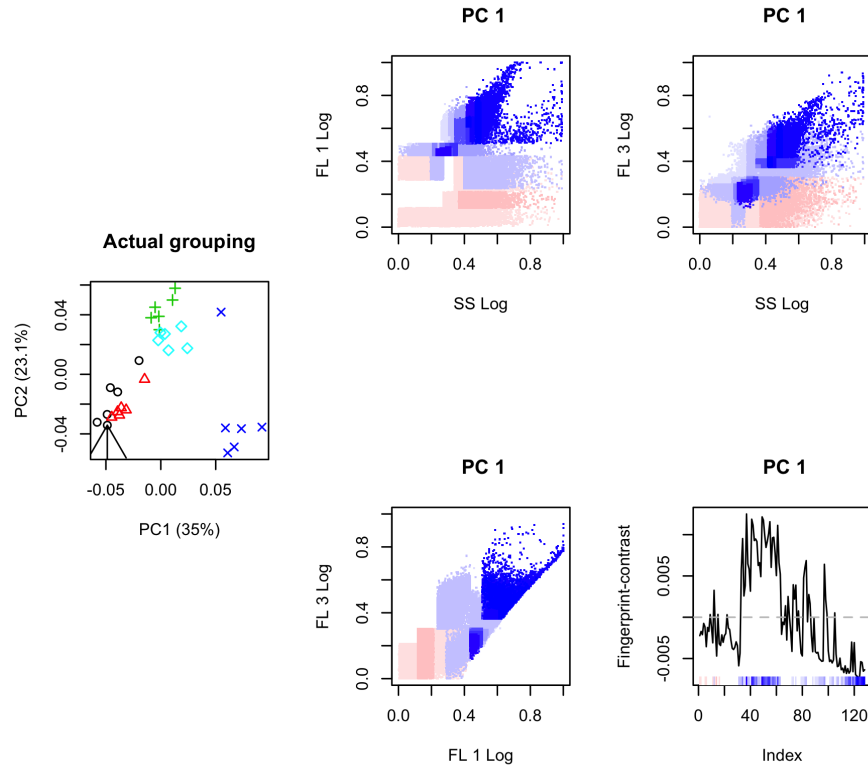 PC 1
PC 1
FL 1 Log
0.0 0.4 0.8
0.0 0.4 0.8
SS Log
FL 3 Log
0.0 0.4 0.8
0.0 0.4 0.8
SS Log
Actual grouping
PC2 (23.1%)
-0.04 0.00 0.04
-0.05 0.00 0.05
PC1 (35%)
PC 1
PC 1
FL 3 Log
0.0 0.4 0.8
0.0 0.4 0.8
FL 1 Log
Fingerprint-contrast
-0.005 0.005
0 40 80 120
Index